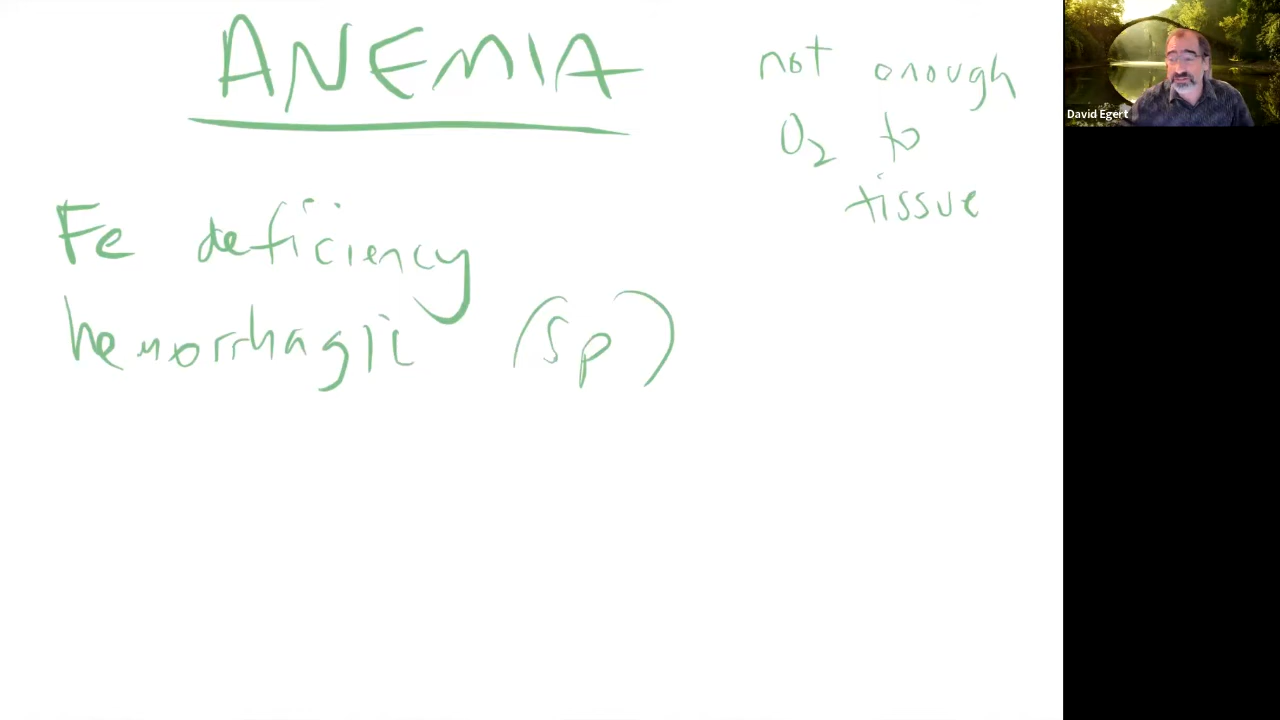 ANEMIA
not enough
O2 to
tissue
Fe deficiency
hemorrhagic (sp)
David Egert